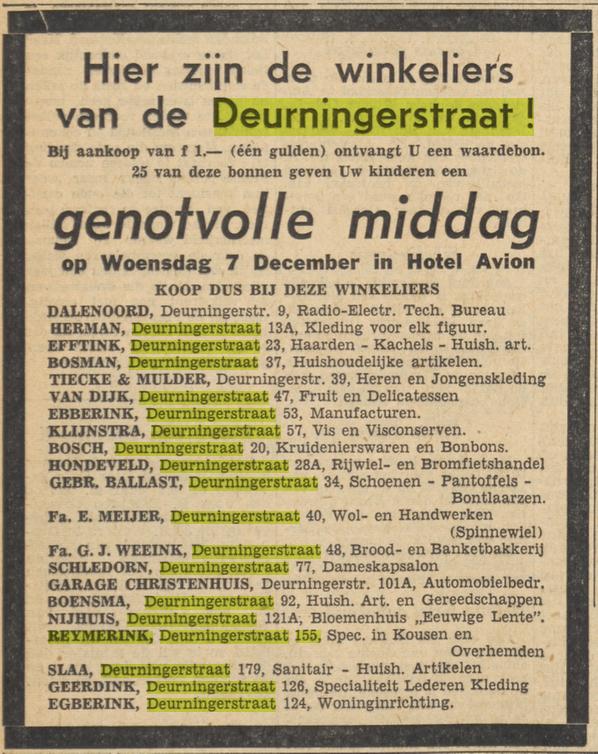 Hier zijn de winkeliers
van de Deurningerstraat !
Bij aankoop van f 1.— (één gulden) ontvangt U een waardebon.
25 van deze bonnen geven Uw kinderen een
genotvolle middag
op Woensdag 7 December in Hotel Avion
KOOP DUS BIJ DEZE WINKELIERS
DALENOORD, Deurningerstr. 9, Radio-Electr. Tech. Bureau
HERMAN, Deurningerstraat 13A, Kleding voor elk figuur.
EFFTINK, Deurningerstraat 23, Haarden - Kachels - Huish. art.
BOSMAN, Deurningerstraat 37, Huishoudelijke artikelen.
TIECKE & MULDER, Deurningerstr. 39, Heren en Jongenskleding
VAN DIJK, Deurningerstraat 47, Fruit en Delicatessen
EBBERINK, Deurningerstraat 53, Manufacturen.
KLIJNSTRA, Deurningerstraat 57, Vis en Visconserven.
BOSCH, Deurningerstraat 20, Kruidenierswaren en Bonbons.
HONDEVELD, Deurningerstraat 28A, Rijwiel- en Bromfietshandel
GEBR. BALLAST, Deurningerstraat 34, Schoenen - Pantoffels -
Bontlaarzen.
Fa. E. MEIJER, Deurningerstraat 40, Wol- en Handwerken
(Spinnewiel)
Fa. G. J. WEEINK, Deurningerstraat 48, Brood- en Banketbakkerij
SCHLEDORN, Deurningerstraat 77, Dameskapsalon
GARAGE CHRISTENHUIS, Deurningerstr. 101A, Automobielbedr.
BOENSMA, Deurningerstraat 92, Huish. Art. en Gereedschappen
NIJHUIS, Deurningerstraat 121A, Bloemenhuis „Eeuwige Lente".
REYMERINK, Deurningerstraat 155, Spec. in Kousen en
Overhemden
SLAA, Deurningerstraat 179, Sanitair - Huish. Artikelen
GEERDINK, Deurningerstraat 126, Specialiteit Lederen Kleding
EGBERINK, Deurningerstraat 124, Woninginrichting.